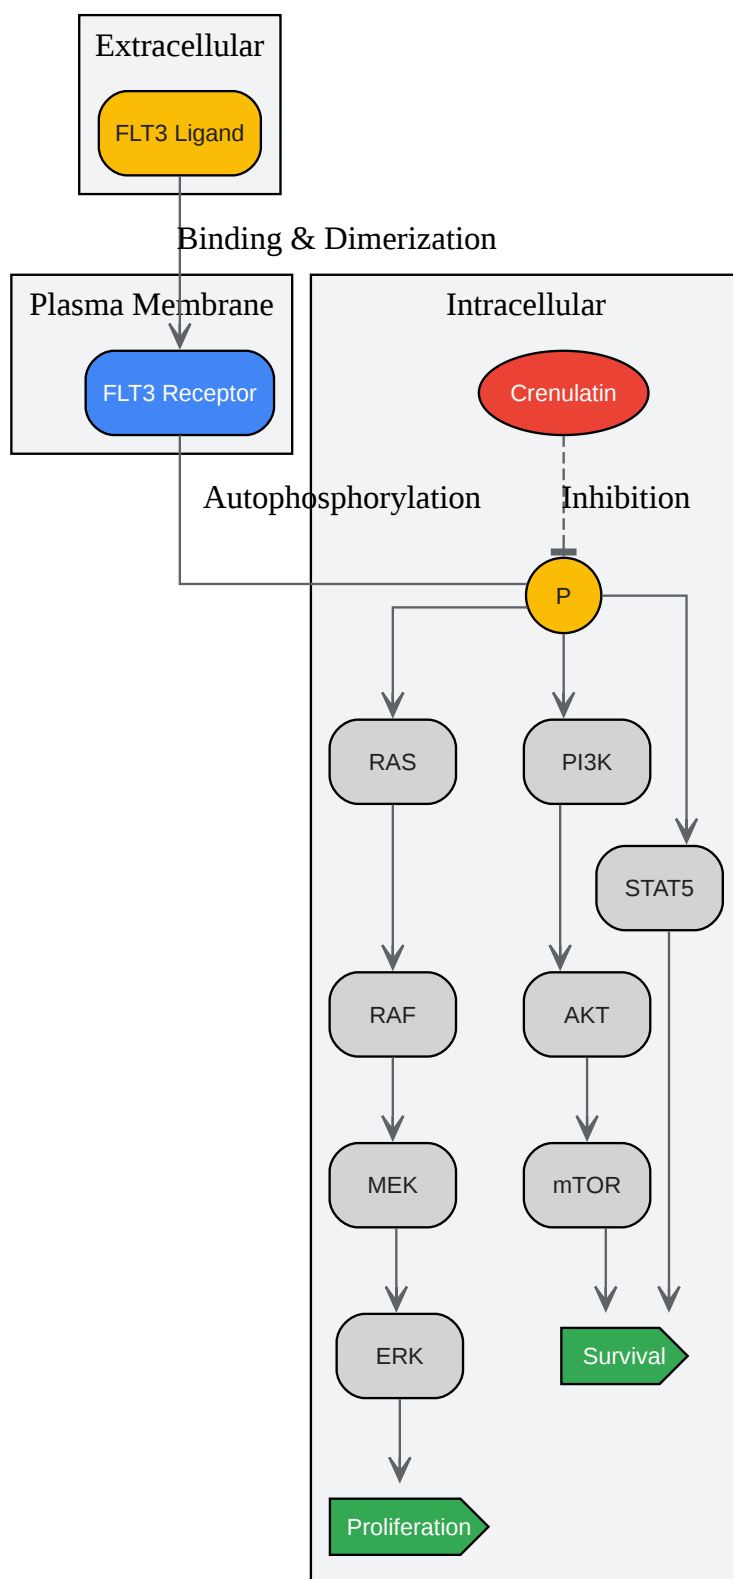 Extracellular
FLT3 Ligand
Binding & Dimerization
Plasma Membrane
Intracellular
FLT3 Receptor
Crenulatin
Autophosphorylation
Inhibition
P
RAS
PI3K
STAT5
RAF
AKT
MEK
mTOR
ERK
Survival
Proliferation